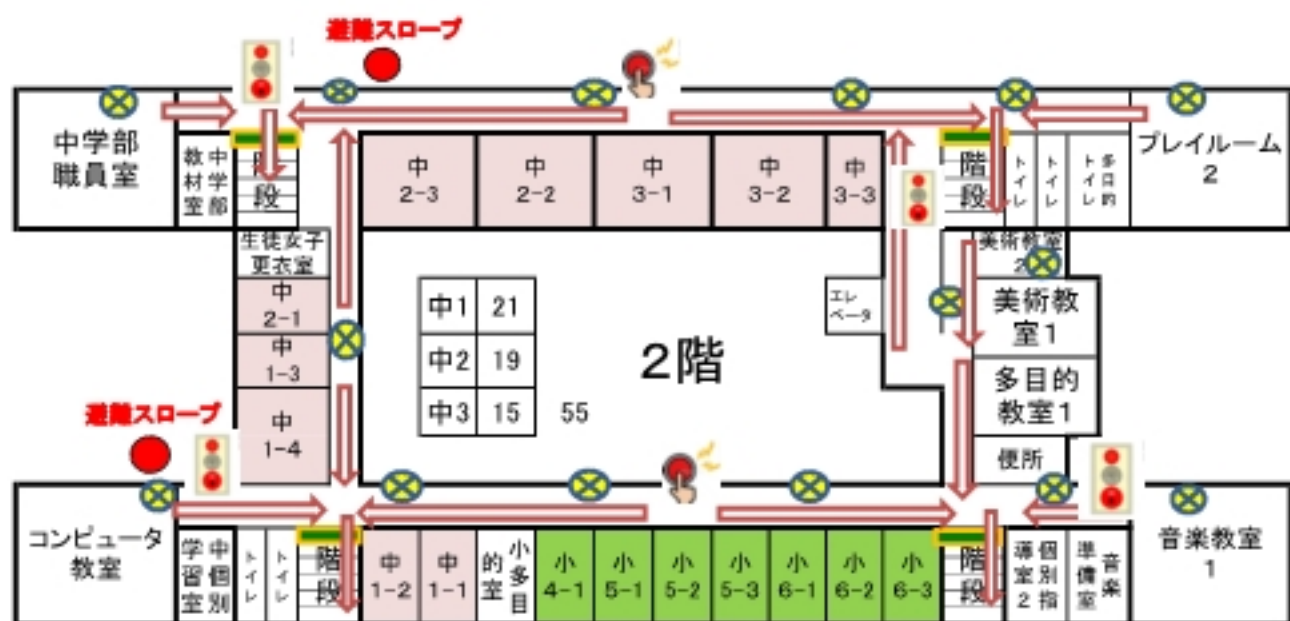 避難スロープ
中学部
職員室
中学部
教材室
階段
中
2-3
中
2-2
中
3-1
中
3-2
中
3-3
階段
トイレ
トイレ
多目的
トイレ
プレイルーム
2
生徒女子
更衣室
美術教室
2
中
2-1
エレ
ベータ
美術教
室1
中1 21
中2 19
中3 15 55
2階
中
1-3
多目的
教室1
避難スロープ
中
1-4
便所
コンピュータ
教室
中個別
学習室
トイレ
トイレ
階段
中
1-2
中
1-1
小多目
的室
小
4-1
小
5-1
小
5-2
小
5-3
小
6-1
小
6-2
小
6-3
階段
個別指
導室2
音楽
準備室
音楽教室
1